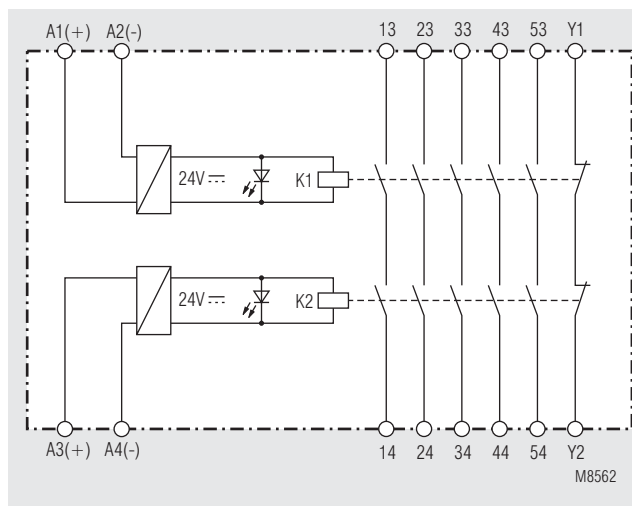 A1(+) A2(-) 13 23 33 43 53 Y1
24V K1
24V K2
A3(+) A4(-) 14 24 34 44 54 Y2
M8562